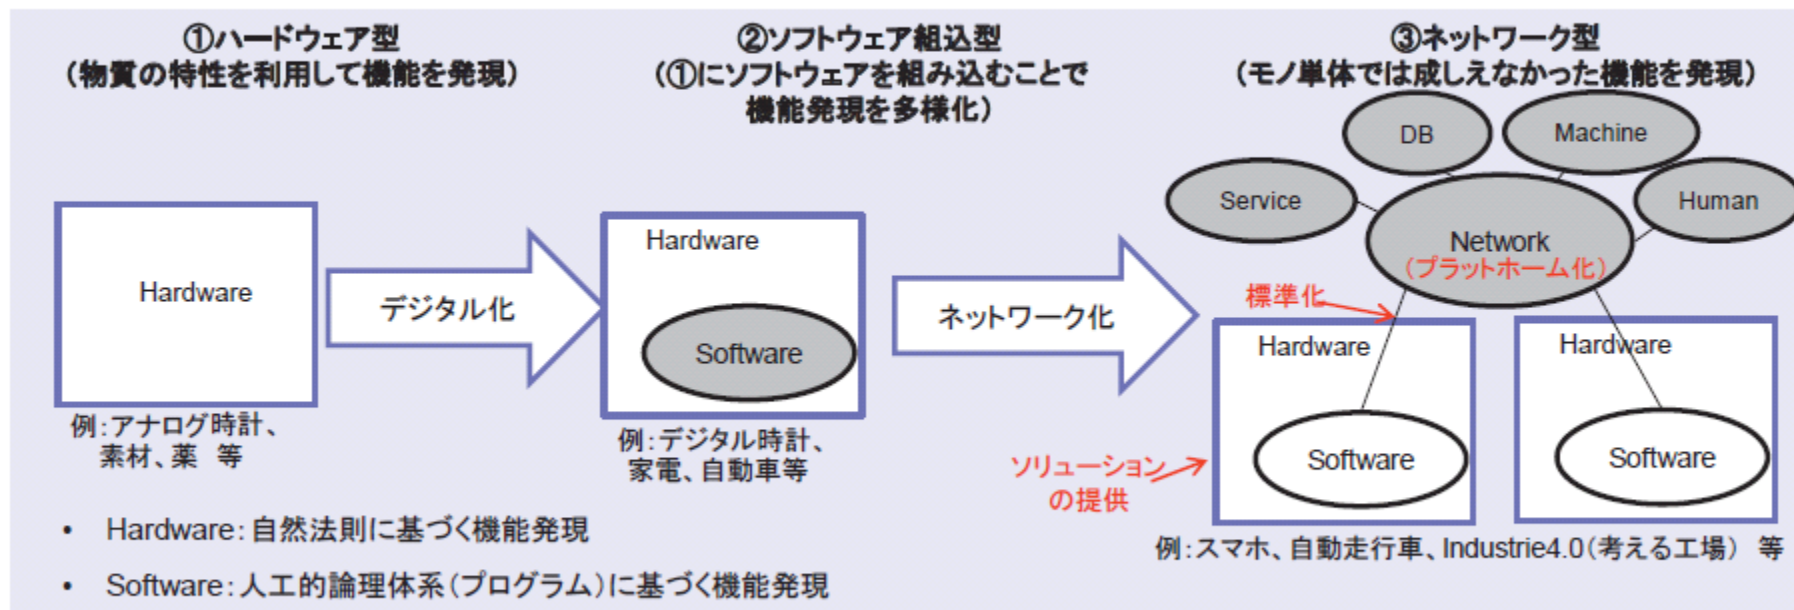 ①ハードウェア型
（物質の特性を利用して機能を発現）
②ソフトウェア組込型
（①にソフトウェアを組み込むことで
機能発現を多様化）
③ネットワーク型
（モノ単体では成しえなかった機能を発現）
DB
Machine
Service
Human
Network
（プラットホーム化）
Hardware
デジタル化
Hardware
Software
ネットワーク化
標準化
Hardware
Hardware
Software
Software
ソリューション
の提供
例：アナログ時計、
素材、薬　等
例：デジタル時計、
家電、自動車等
例：スマホ、自動走行車、Industrie4.0（考える工場）　等
• Hardware：自然法則に基づく機能発現
• Software：人工的論理体系（プログラム）に基づく機能発現